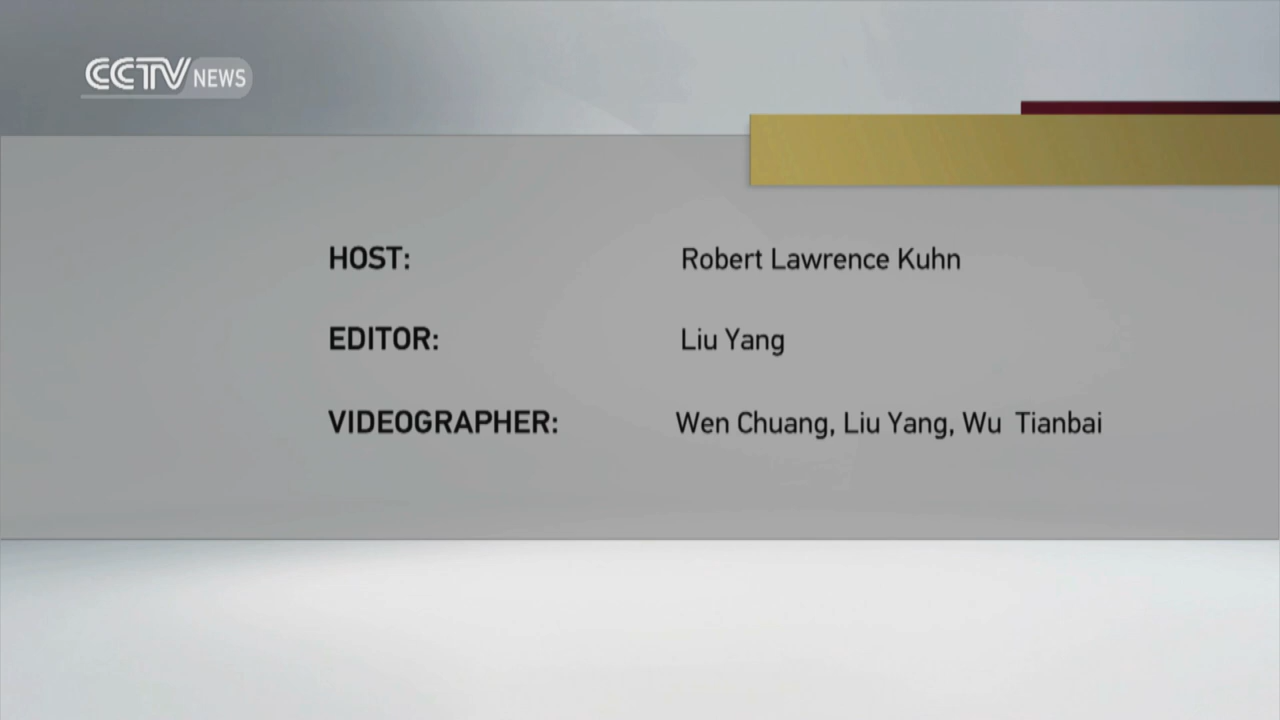 CCTV NEWS
HOST: Robert Lawrence Kuhn
EDITOR: Liu Yang
VIDEOGRAPHER: Wen Chuang, Liu Yang, Wu  Tianbai